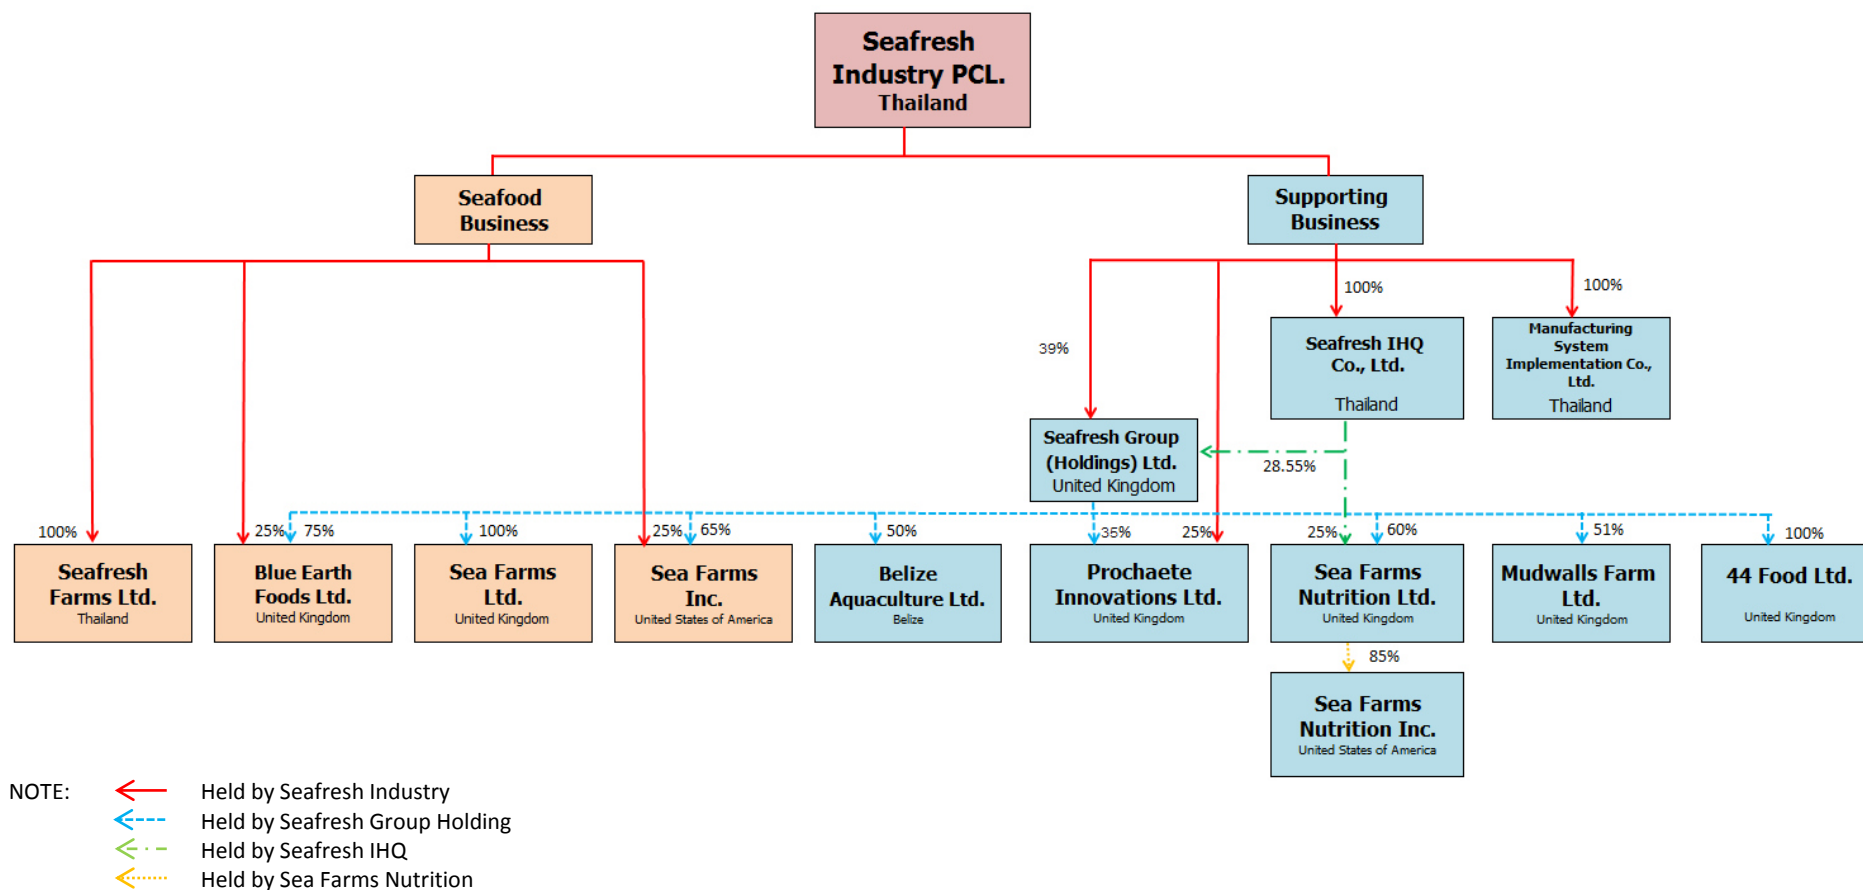 Seafresh
Industry PCL.
Thailand
Seafood
Business
Supporting
Business
100%
100%
39%
Seafresh IHQ
Co., Ltd.
Thailand
Manufacturing
System
Implementation Co.,
Ltd.
Thailand
Seafresh Group
(Holdings) Ltd.
United Kingdom
28.55%
100%
25%
75%
100%
25%
65%
50%
35%
25%
25%
60%
51%
100%
Seafresh
Farms Ltd.
Thailand
Blue Earth
Foods Ltd.
United Kingdom
Sea Farms
Ltd.
United Kingdom
Sea Farms
Inc.
United States of America
Belize
Aquaculture Ltd.
Belize
Prochaete
Innovations Ltd.
United Kingdom
Sea Farms
Nutrition Ltd.
United Kingdom
Mudwalls Farm
Ltd.
United Kingdom
44 Food Ltd.
United Kingdom
85%
Sea Farms
Nutrition Inc.
United States of America
NOTE:
Held by Seafresh Industry
Held by Seafresh Group Holding
Held by Seafresh IHQ
Held by Sea Farms Nutrition